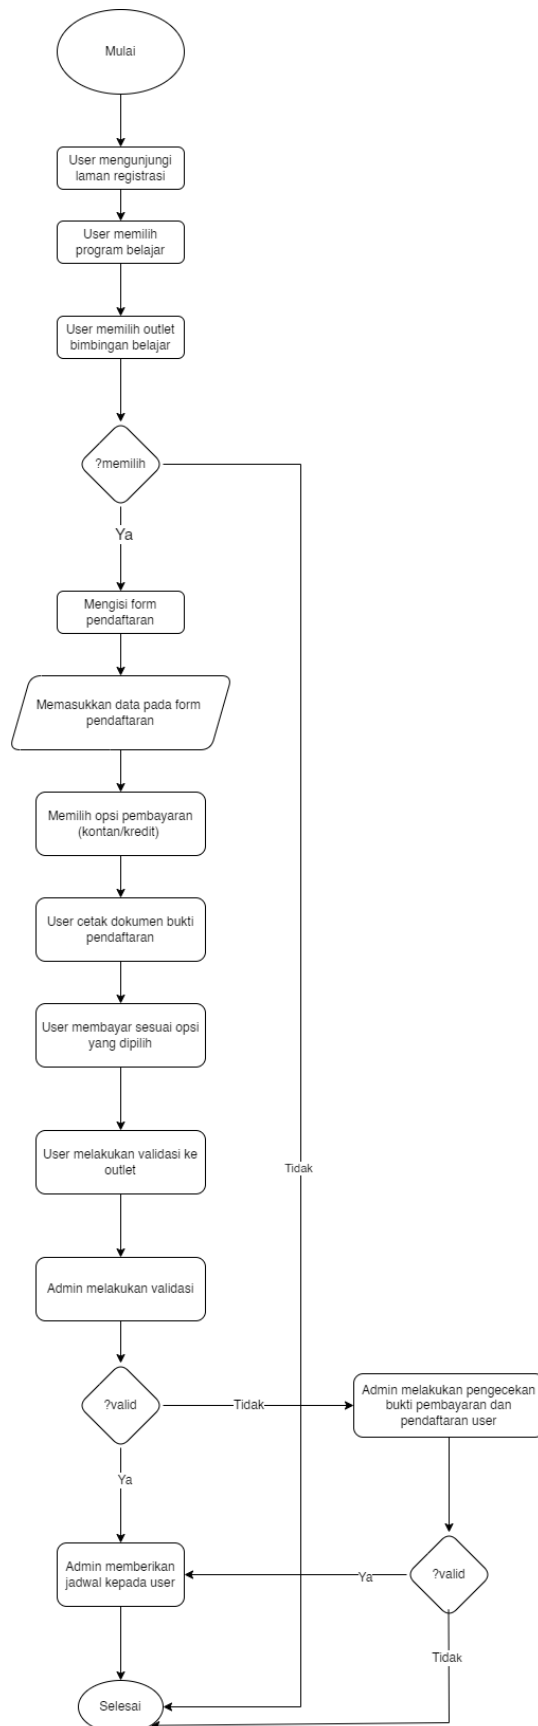 Mulai
User mengunjungi
laman registrasi
User memilih
program belajar
User memilih outlet
bimbingan belajar
?memilih
Ya
Mengisi form
pendaftaran
Memasukkan data pada form
pendaftaran
Memilih opsi pembayaran
(kontan/kredit)
User cetak dokumen bukti
pendaftaran
User membayar sesuai opsi
yang dipilih
User melakukan validasi ke
outlet
Tidak
Admin melakukan validasi
?valid
Tidak
Admin melakukan pengecekan
bukti pembayaran dan
pendaftaran user
Ya
Admin memberikan
jadwal kepada user
Ya
?valid
Tidak
Selesai